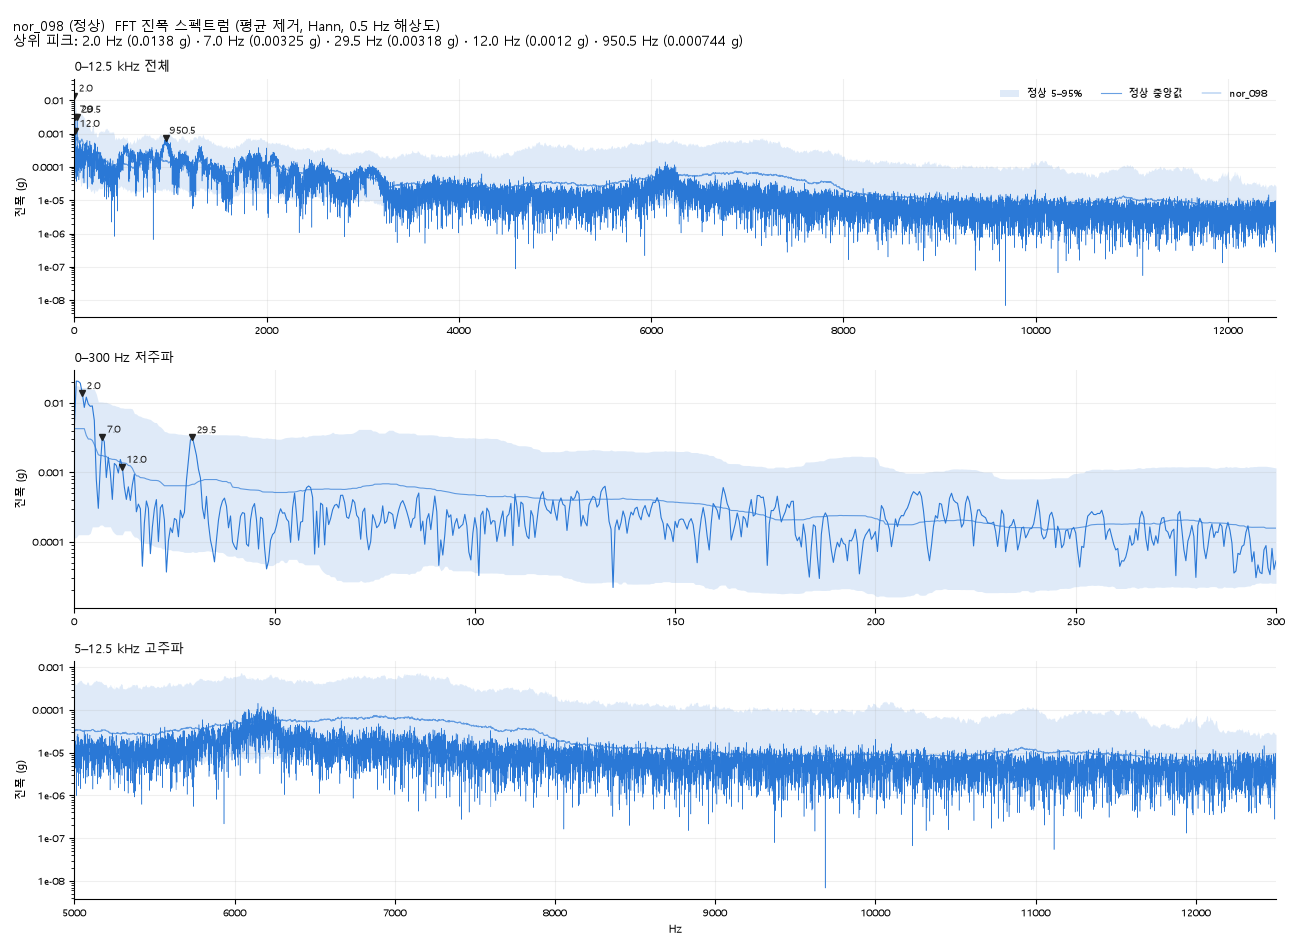 nor_098 (정상)  FFT 진폭 스펙트럼 (평균 제거, Hann, 0.5 Hz 해상도)
상위 피크: 2.0 Hz (0.0138 g) · 7.0 Hz (0.00325 g) · 29.5 Hz (0.00318 g) · 12.0 Hz (0.0012 g) · 950.5 Hz (0.000744 g)
0–12.5 kHz 전체
정상 5–95%
정상 중앙값
nor_098
2.0
29.5
12.0
950.5
진폭 (g)
0.01
0.001
0.0001
1e-05
1e-06
1e-07
1e-08
0 2000 4000 6000 8000 10000 12000
0–300 Hz 저주파
2.0
7.0
12.0
29.5
진폭 (g)
0.01
0.001
0.0001
0 50 100 150 200 250 300
5–12.5 kHz 고주파
진폭 (g)
0.001
0.0001
1e-05
1e-06
1e-07
1e-08
5000 6000 7000 8000 9000 10000 11000 12000
Hz